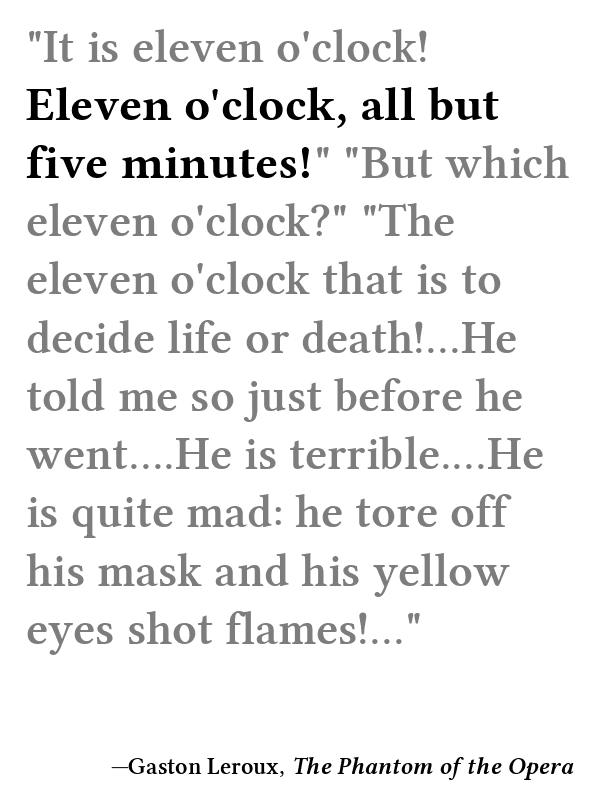 "It is eleven o'clock!
Eleven o'clock, all but
five minutes!" "But which
eleven o'clock?" "The
eleven o'clock that is to
decide life or death!...He
told me so just before he
went....He is terrible....He
is quite mad: he tore off
his mask and his yellow
eyes shot flames!..."
—Gaston Leroux, The Phantom of the Opera